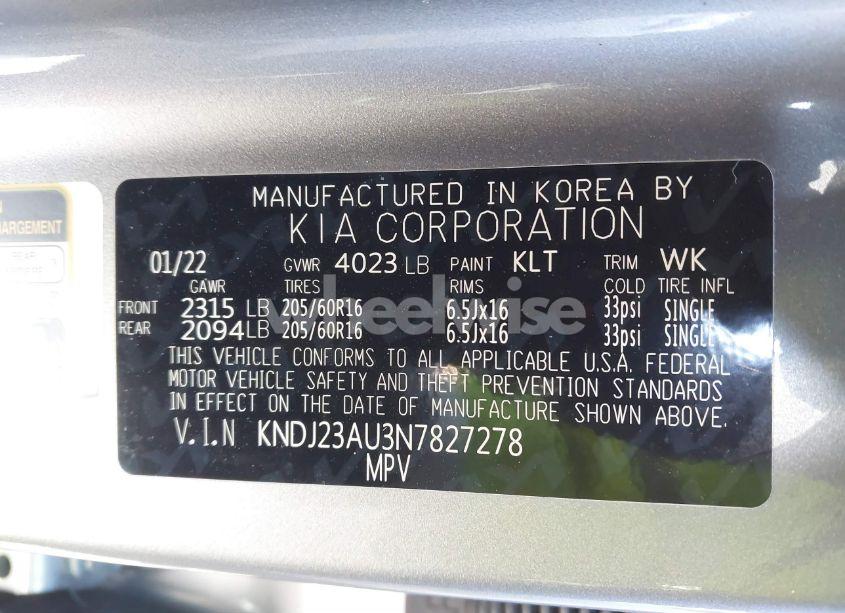 MANUFACTURED IN KOREA BY
KIA CORPORATION
01/22 GVWR 4023 LB PAINT KLT TRIM WK
GAWR TIRES RIMS COLD TIRE INFL
FRONT 2315 LB 205/60R16 6.5Jx16 33psi SINGLE
REAR 2094 LB 205/60R16 6.5Jx16 33psi SINGLE
THIS VEHICLE CONFORMS TO ALL APPLICABLE U.S.A. FEDERAL
MOTOR VEHICLE SAFETY AND THEFT PREVENTION STANDARDS
IN EFFECT ON THE DATE OF MANUFACTURE SHOWN ABOVE.
V.I.N KNDJ23AU3N7827278
MPV
CHARGEMENT
REAR